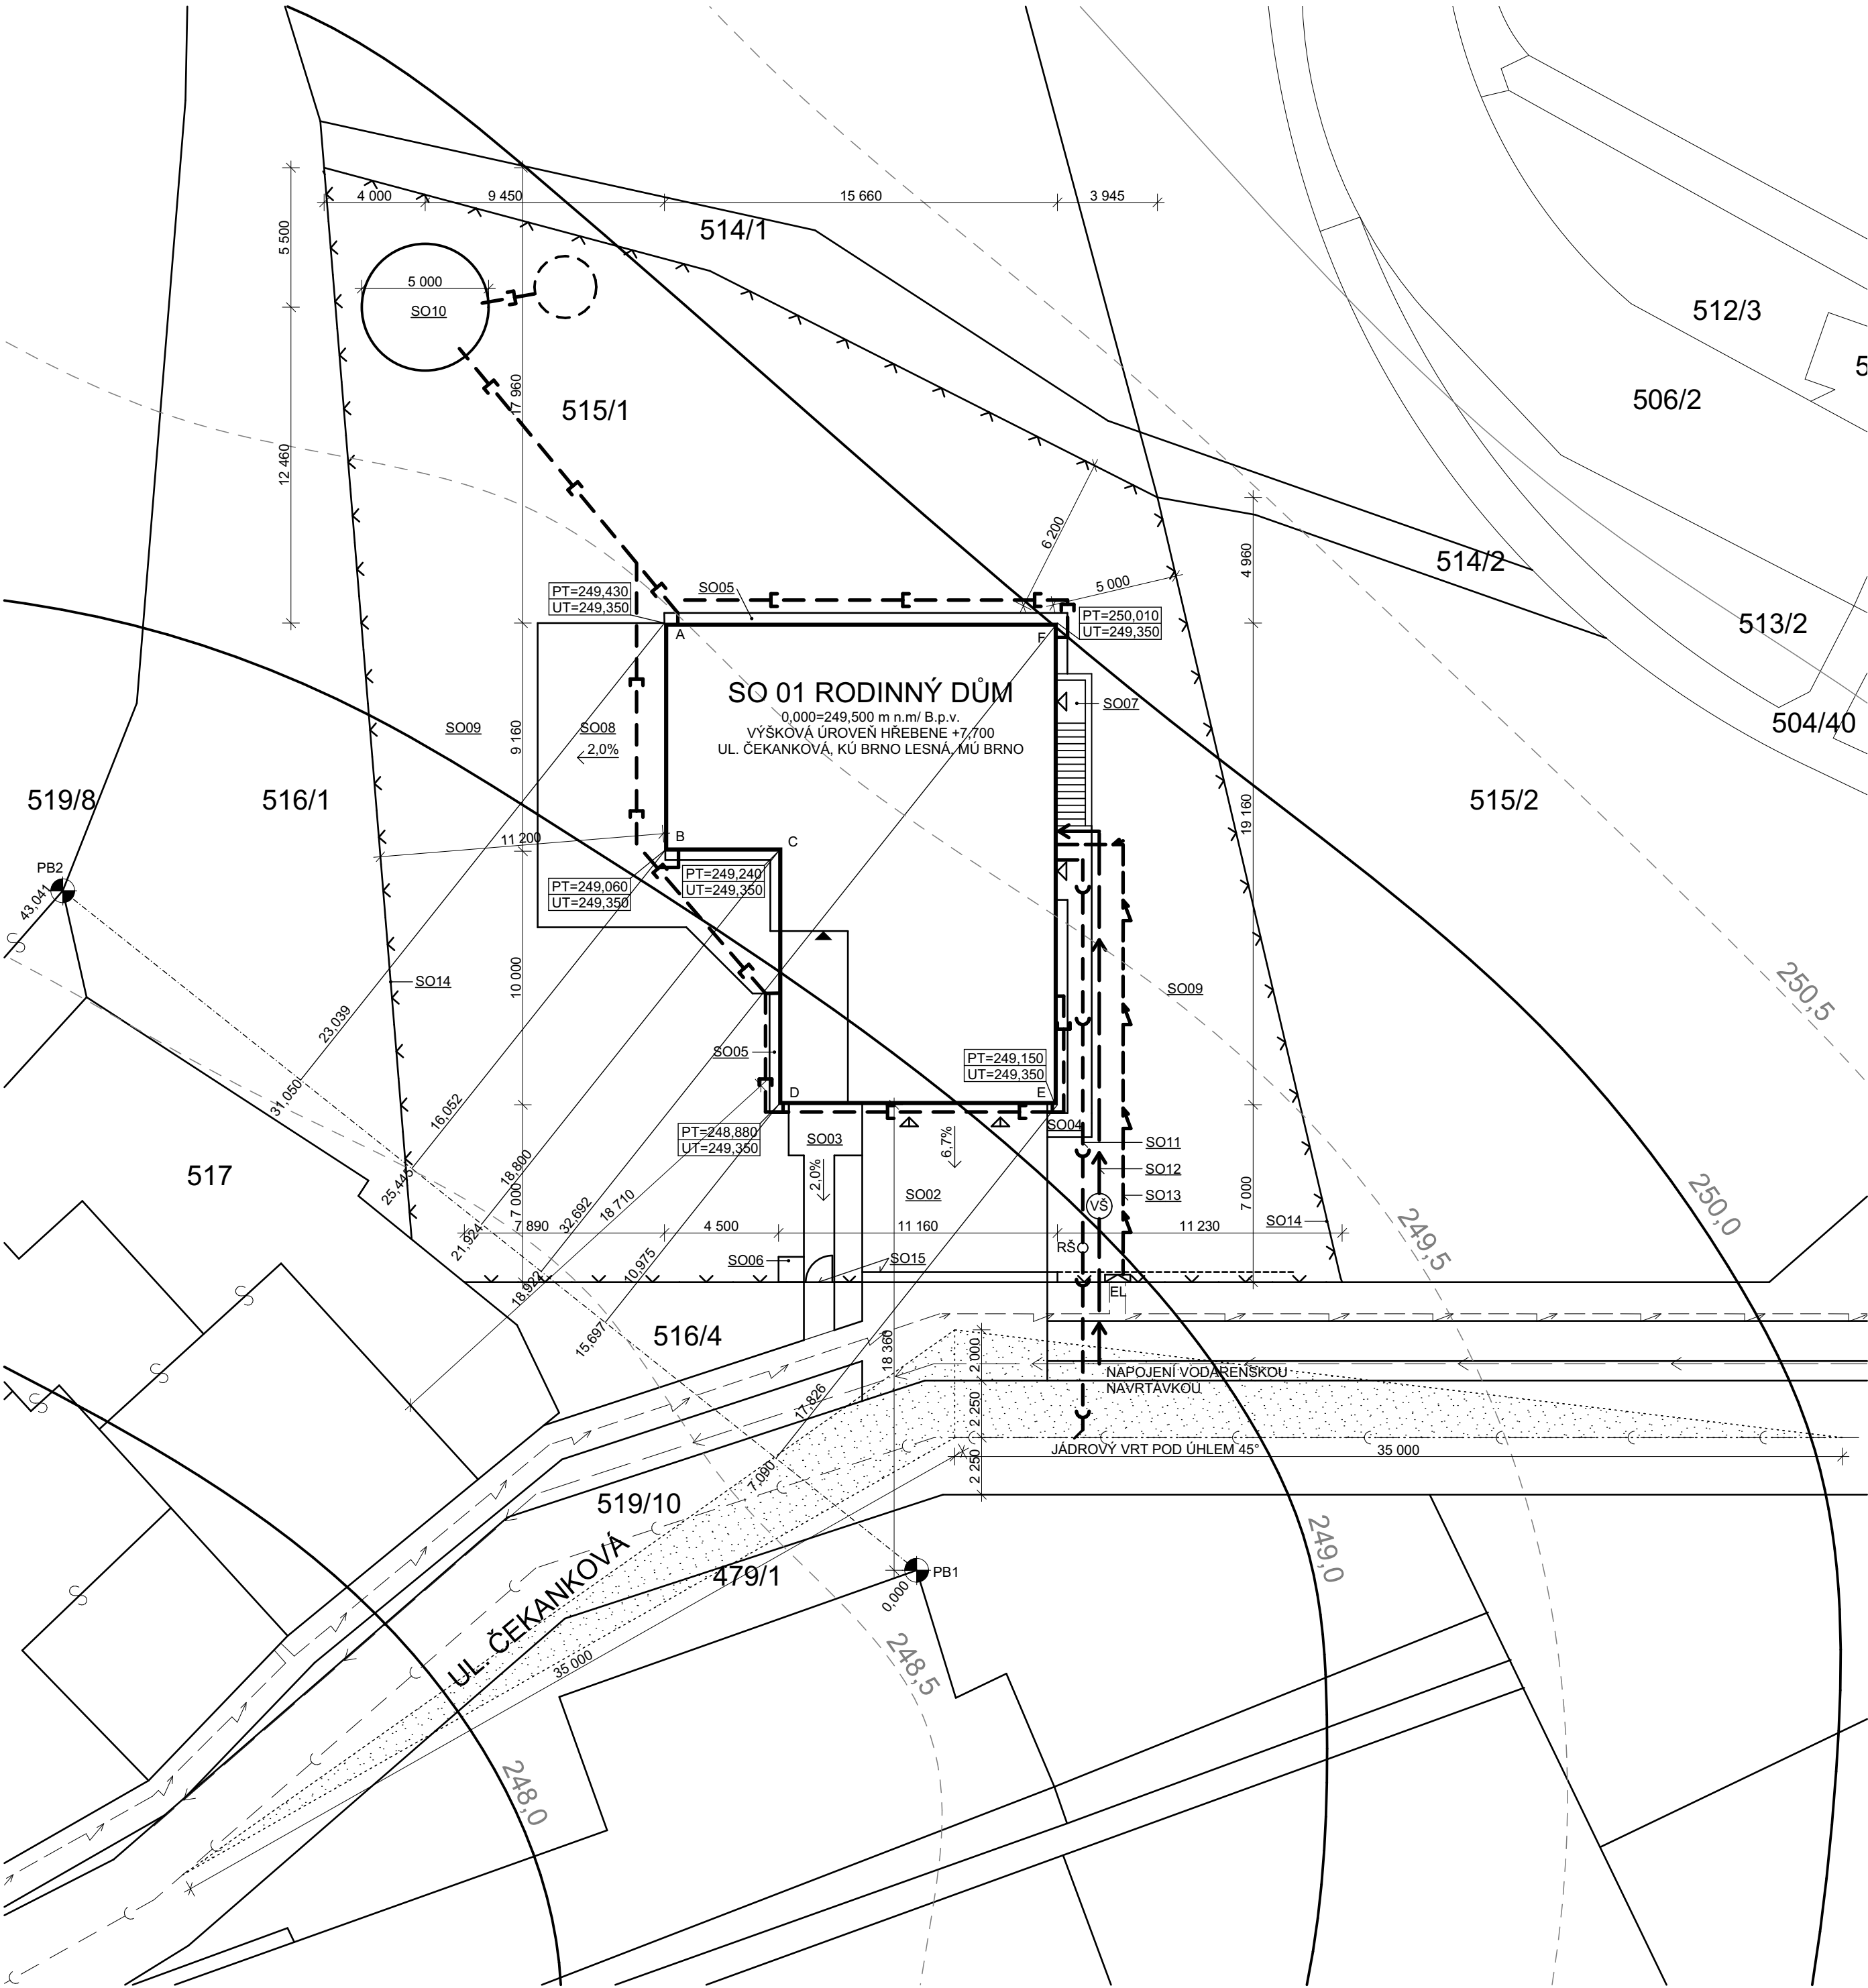 4 000
9 450
15 660
3 945
514/1
5 500
5 000
SO10
512/3
5
506/2
17 960
515/1
12 460
6 200
4 960
514/2
5 000
PT=249,430
UT=249,350
SO05
PT=250,010
UT=249,350
513/2
A
F
SO 01 RODINNÝ DŮM
0,000=249,500 m n.m/ B.p.v.
VÝŠKOVÁ ÚROVEŇ HŘEBENE +7,700
UL. ČEKANKOVÁ, KÚ BRNO LESNÁ, MÚ BRNO
SO07
504/40
SO09
SO08
9 160
2,0%
519/8
516/1
515/2
19 160
11 200
B
C
PB2
43,041
PT=249,060
UT=249,350
PT=249,240
UT=249,350
SO14
10 000
SO09
250,5
23,039
SO05
PT=249,150
UT=249,350
31,050
D
E
16,052
PT=248,880
UT=249,350
SO03
6,7%
SO04
SO11
517
18,800
25,445
2,0%
SO12
SO02
SO13
7 000
7 000
32,692
18 710
VŠ
250,0
21,924
7 890
4 500
11 160
11 230
SO14
249,5
RŠ
10,975
SO06
SO15
18,922
EL
15,697
516/4
18 360
2 000
NAPOJENÍ VODÁRENSKOU
NAVRTÁVKOU
17,826
2 250
JÁDROVÝ VRT POD ÚHLEM 45°
35 000
7,090
2 250
519/10
249,0
UL. ČEKANKOVÁ
479/1
PB1
0,000
35 000
248,5
248,0